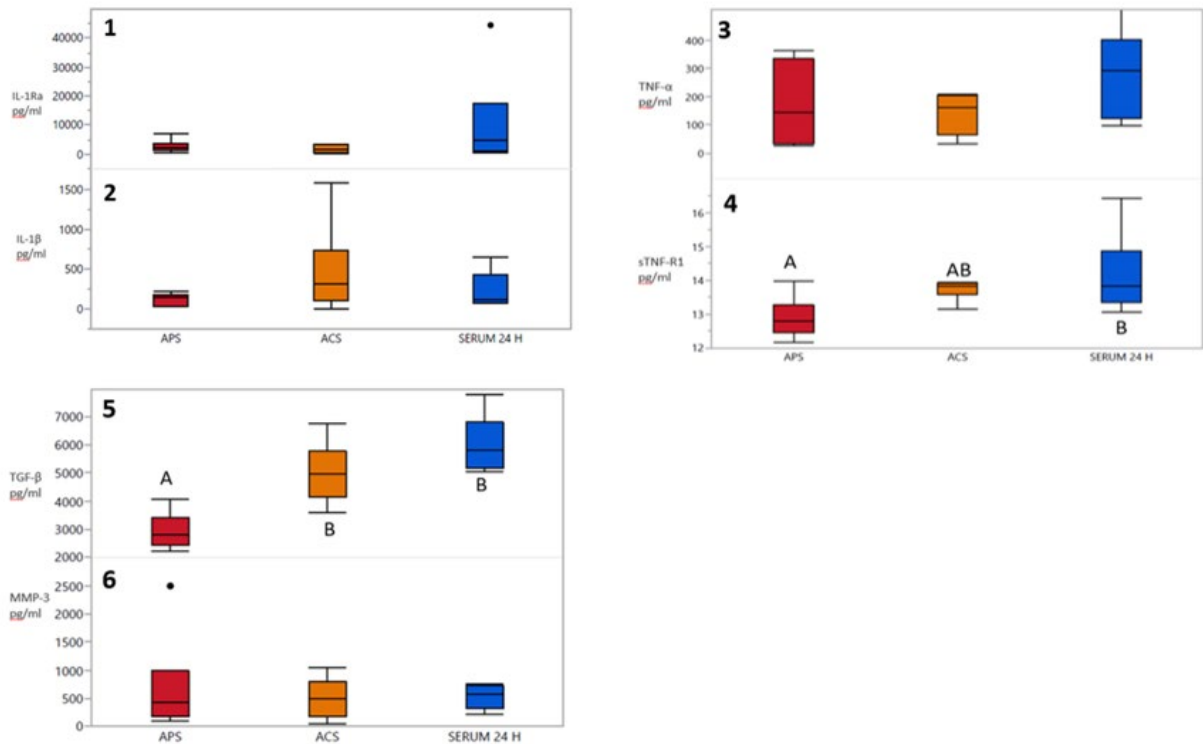 1
40000
30000
20000
10000
0
IL-1Ra
pg/ml
2
1500
1000
500
0
IL-1β
pg/ml
APS ACS SERUM 24 H
3
400
300
200
100
0
TNF-α
pg/ml
4
16
15
14
13
12
sTNF-R1
pg/ml
A AB B
APS ACS SERUM 24 H
5
7000
6000
5000
4000
3000
2000
TGF-β
pg/ml
A B B
6
2500
2000
1500
1000
500
0
MMP-3
pg/ml
APS ACS SERUM 24 H